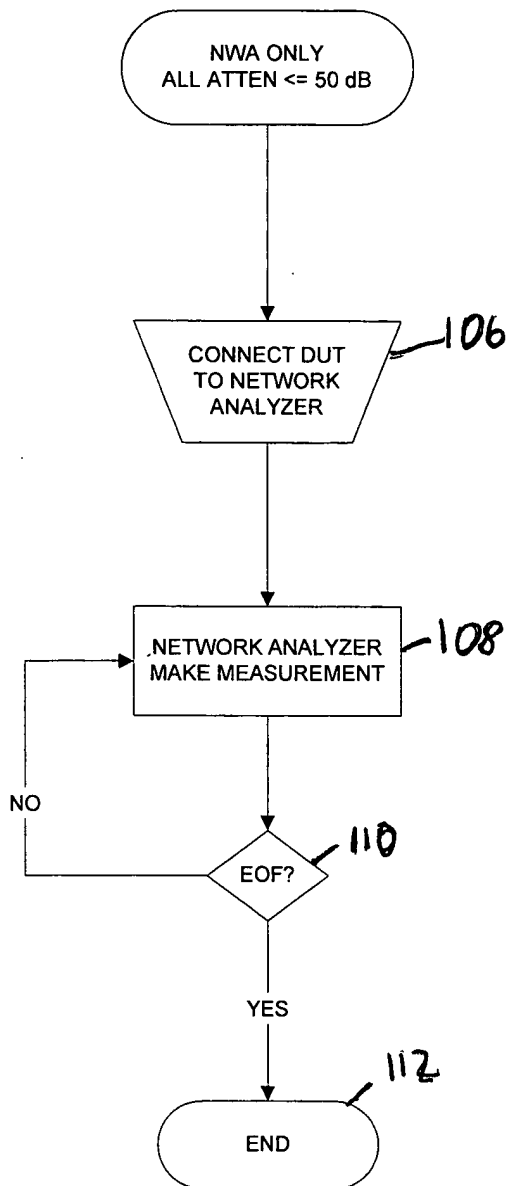 NWA ONLY
ALL ATTEN <= 50 dB
CONNECT DUT
TO NETWORK
ANALYZER
106
NETWORK ANALYZER
MAKE MEASUREMENT
108
NO
EOF?
110
YES
112
END